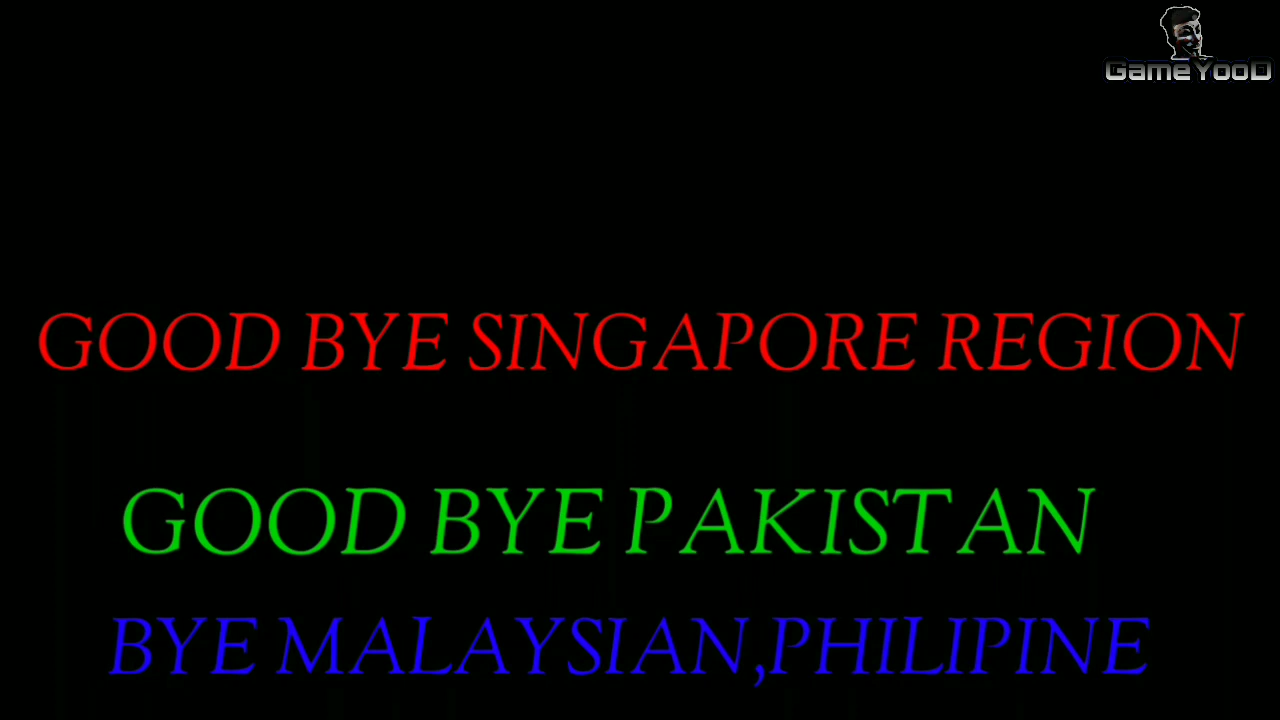 GameYooD
GOOD BYE SINGAPORE REGION
GOOD BYE PAKISTAN
BYE MALAYSIAN,PHILIPINE